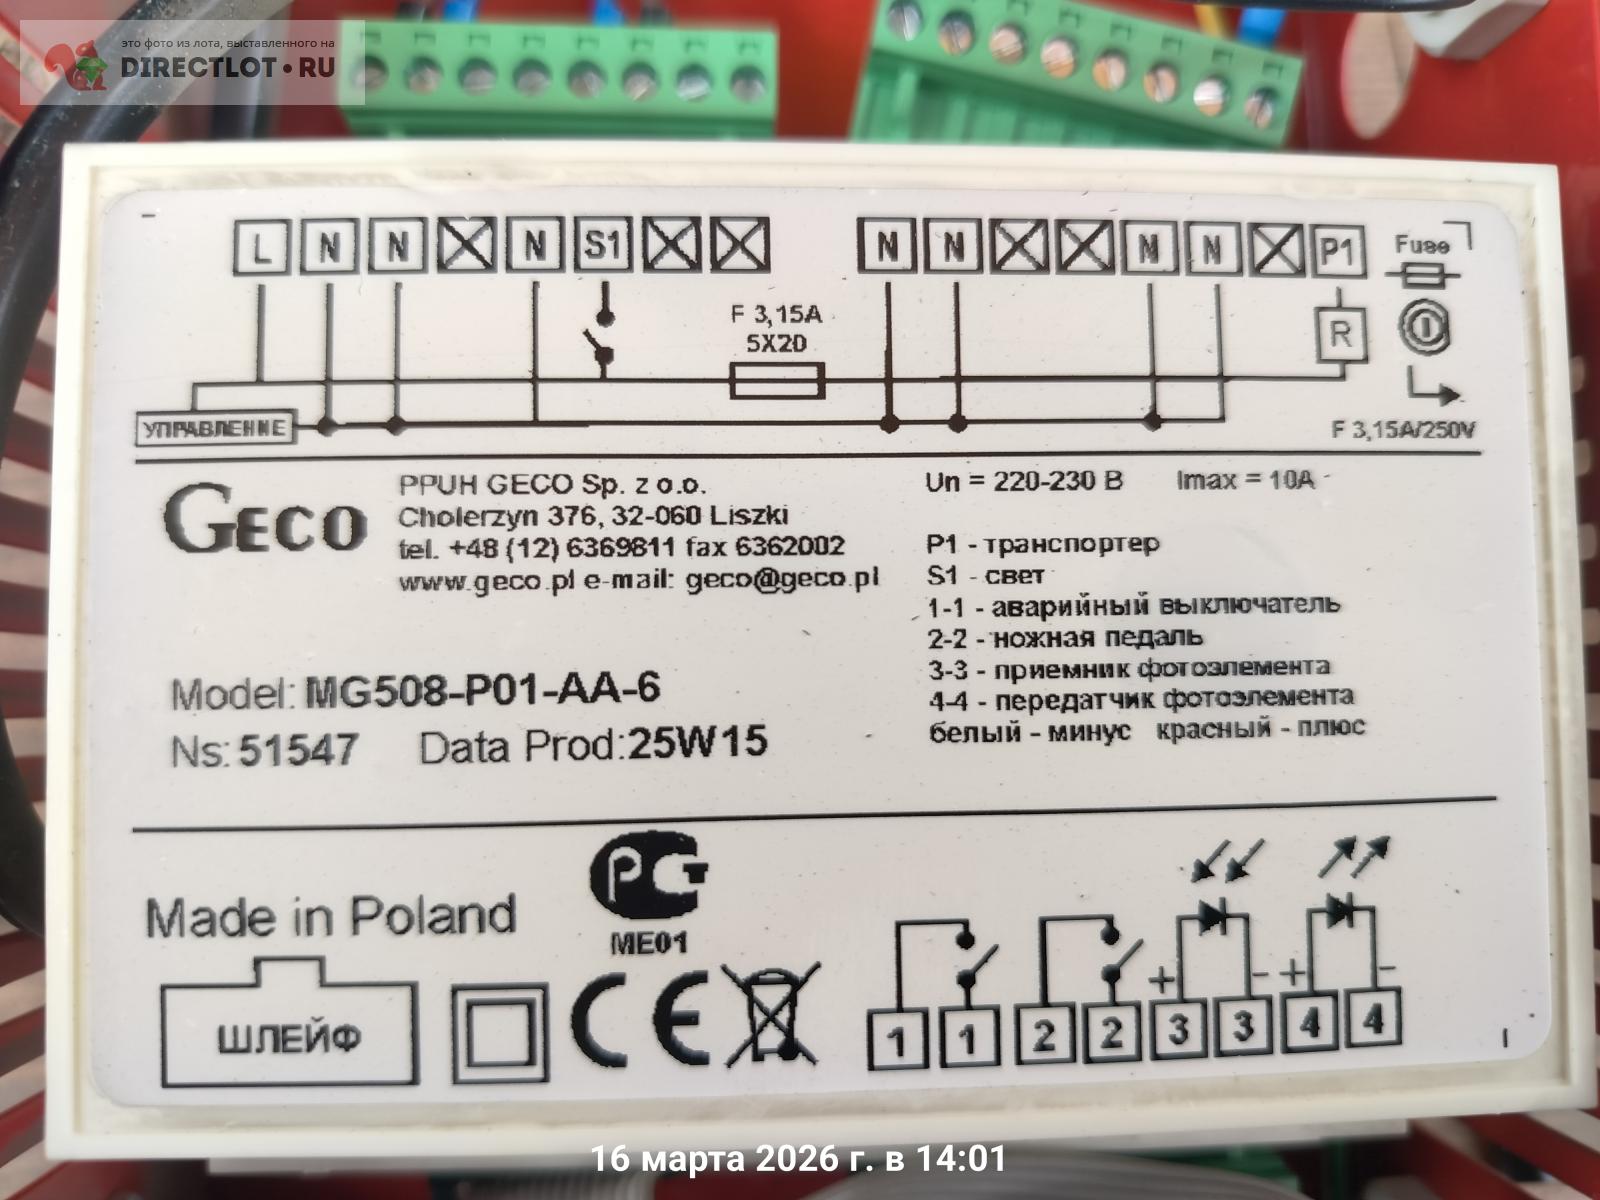 это фото из лота, выставленного на
DIRECTLOT•RU
L N N N S1 N N N N P1
Fuse
F 3,15A
5X20
R
УПРАВЛЕНИЕ
F 3,15A/250V
GECO
PPUH GECO Sp. z o.o.
Cholerzyn 376, 32-060 Liszki
tel. +48 (12) 6369811 fax 6362002
www.geco.pl e-mail: geco@geco.pl
Un = 220-230 В Imax = 10A
P1 - транспортер
S1 - свет
1-1 - аварийный выключатель
2-2 - ножная педаль
3-3 - приемник фотоэлемента
4-4 - передатчик фотоэлемента
белый - минус красный - плюс
Model: MG508-P01-AA-6
Ns: 51547 Data Prod: 25W15
Made in Poland
РСТ
ME01
CE
ШЛЕЙФ
+ - + -
1 1 2 2 3 3 4 4
16 марта 2026 г. в 14:01